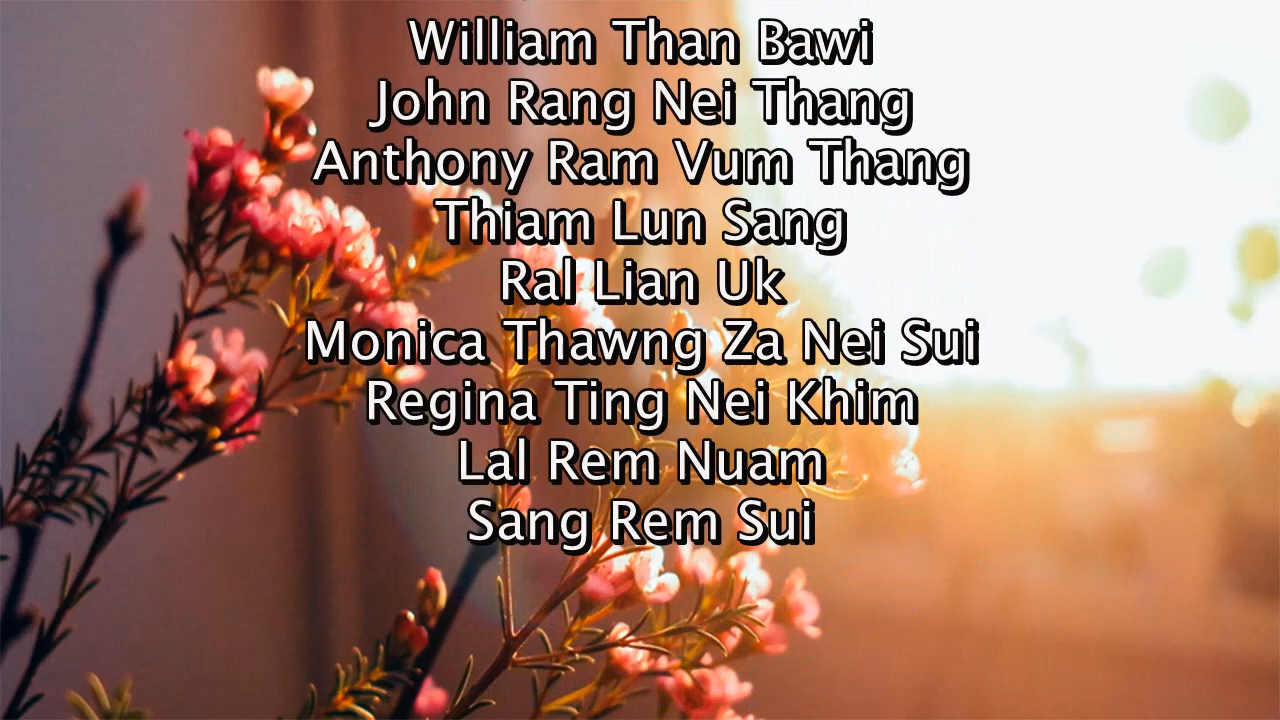 William Than Bawi
John Rang Nei Thang
Anthony Ram Vum Thang
Thiam Lun Sang
Ral Lian Uk
Monica Thawng Za Nei Sui
Regina Ting Nei Khim
Lal Rem Nuam
Sang Rem Sui